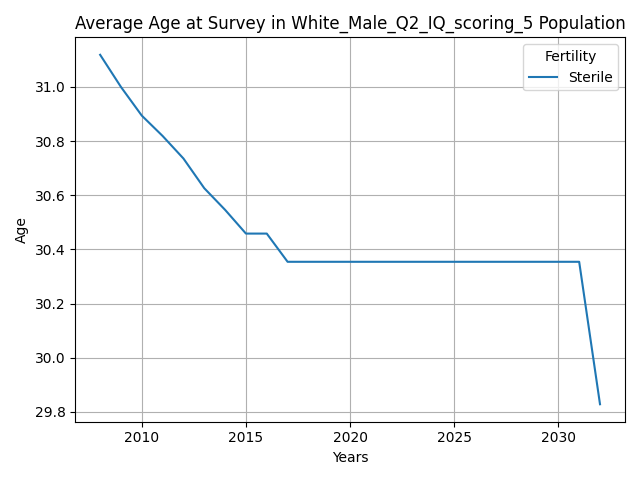 Average Age at Survey in White_Male_Q2_IQ_scoring_5 Population
Fertility
Sterile
31.0
30.8
30.6
30.4
30.2
30.0
29.8
Age
2010
2015
2020
2025
2030
Years